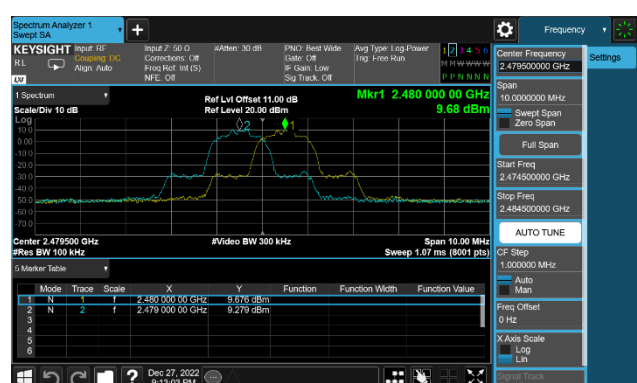 Spectrum Analyzer 1
Swept SA
+
Frequency
KEYSIGHT
RL
Input: RF
Coupling: DC
Align: Auto
Input Z: 50 Ω
Corrections: Off
Freq Ref: Int (S)
NFE: Off
#Atten: 30 dB
PNO: Best Wide
Gate: Off
IF Gain: Low
Sig Track: Off
Avg Type: Log-Power
Trig: Free Run
1 2 3 4 5 6
M M W W W W
P P N N N N
1 Spectrum
Scale/Div 10 dB
Ref Lvl Offset 11.00 dB
Ref Level 20.00 dBm
Mkr1 2.480 000 00 GHz
9.68 dBm
Log
10.0
0.00
-10.0
-20.0
-30.0
-40.0
-50.0
-60.0
-70.0
2
1
Center 2.479500 GHz
#Res BW 100 kHz
#Video BW 300 kHz
Span 10.00 MHz
Sweep 1.07 ms (8001 pts)
5 Marker Table
Mode Trace Scale X Y Function Function Width Function Value
1 N 1 f 2.480 000 00 GHz 9.676 dBm
2 N 2 f 2.479 000 00 GHz 9.279 dBm
3
4
5
6
Dec 27, 2022
9:13:03 PM
Center Frequency
2.479500000 GHz
Settings
Span
10.0000000 MHz
Swept Span
Zero Span
Full Span
Start Freq
2.474500000 GHz
Stop Freq
2.484500000 GHz
AUTO TUNE
CF Step
1.000000 MHz
Auto
Man
Freq Offset
0 Hz
X Axis Scale
Log
Lin
Signal Track